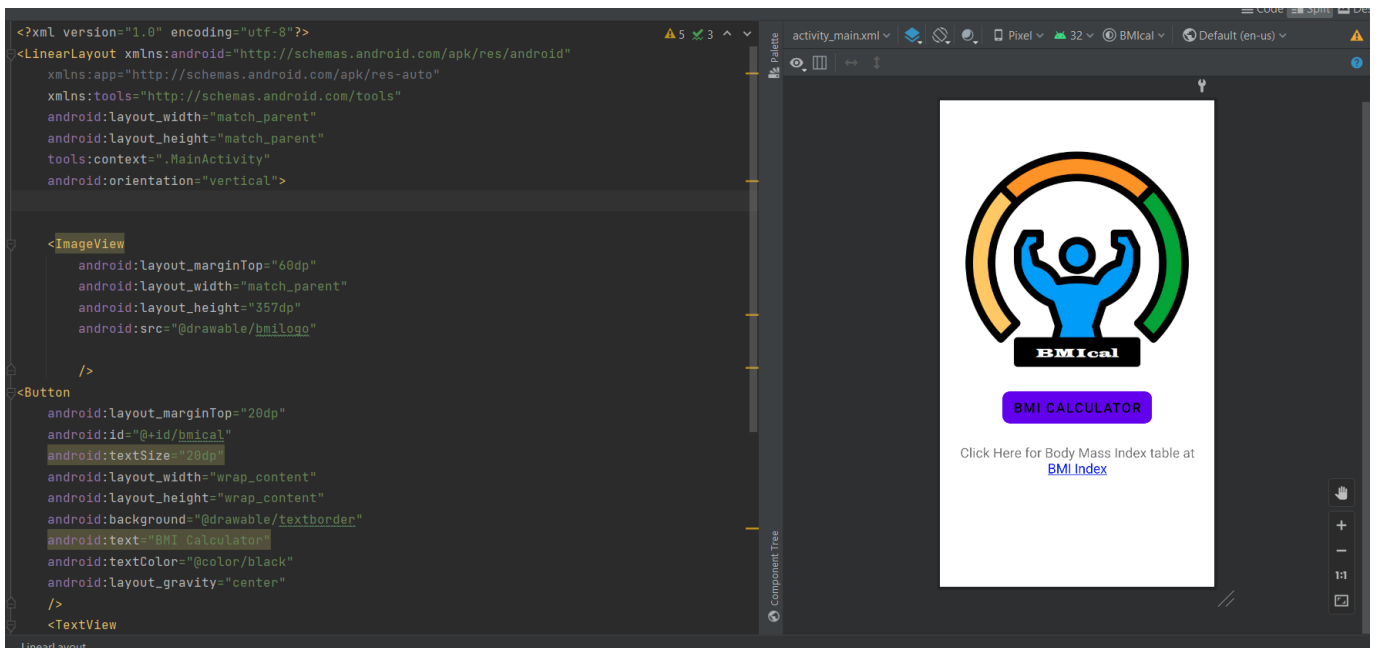 Code Split
<?xml version="1.0" encoding="utf-8"?>
5 3
<LinearLayout xmlns:android="http://schemas.android.com/apk/res/android"
xmlns:app="http://schemas.android.com/apk/res-auto"
xmlns:tools="http://schemas.android.com/tools"
android:layout_width="match_parent"
android:layout_height="match_parent"
tools:context=".MainActivity"
android:orientation="vertical">
<ImageView
android:layout_marginTop="60dp"
android:layout_width="match_parent"
android:layout_height="357dp"
android:src="@drawable/bmilogo"
/>
<Button
android:layout_marginTop="20dp"
android:id="@+id/bmical"
android:textSize="20dp"
android:layout_width="wrap_content"
android:layout_height="wrap_content"
android:background="@drawable/textborder"
android:text="BMI Calculator"
android:textColor="@color/black"
android:layout_gravity="center"
/>
<TextView
LinearLayout
Palette
Component Tree
activity_main.xml Pixel 32 BMIcal Default (en-us)
BMIcal
BMI CALCULATOR
Click Here for Body Mass Index table at
BMI Index
1:1